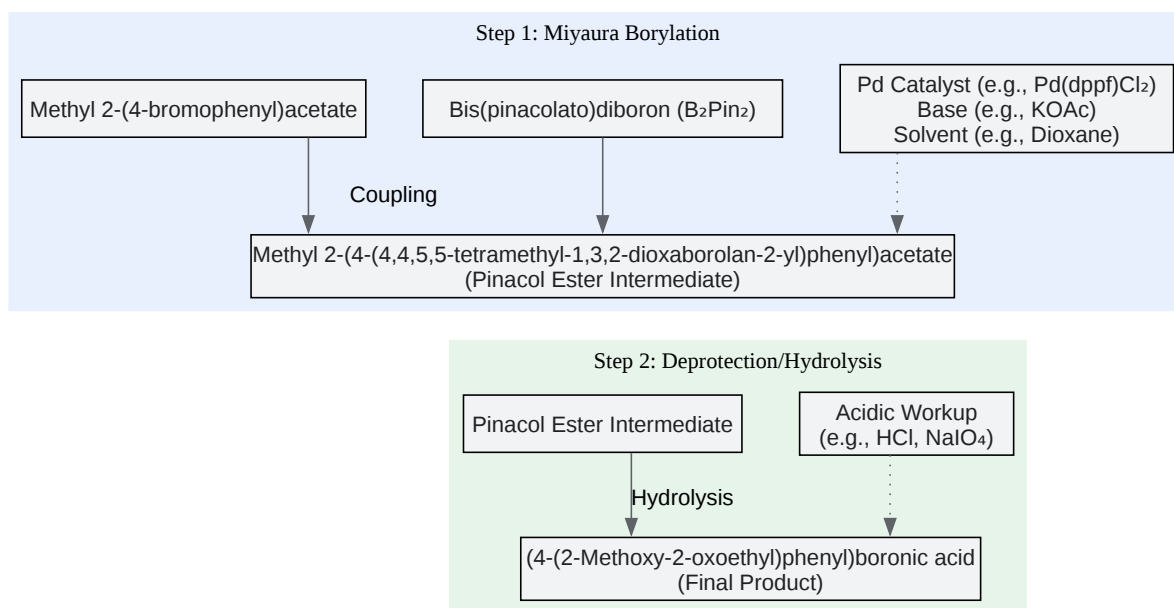 Step 1: Miyaura Borylation
Methyl 2-(4-bromophenyl)acetate
Bis(pinacolato)diboron (B₂Pin₂)
Pd Catalyst (e.g., Pd(dppf)Cl₂)
Base (e.g., KOAc)
Solvent (e.g., Dioxane)
Coupling
Methyl 2-(4-(4,4,5,5-tetramethyl-1,3,2-dioxaborolan-2-yl)phenyl)acetate
(Pinacol Ester Intermediate)
Step 2: Deprotection/Hydrolysis
Pinacol Ester Intermediate
Acidic Workup
(e.g., HCl, NaIO₄)
Hydrolysis
(4-(2-Methoxy-2-oxoethyl)phenyl)boronic acid
(Final Product)